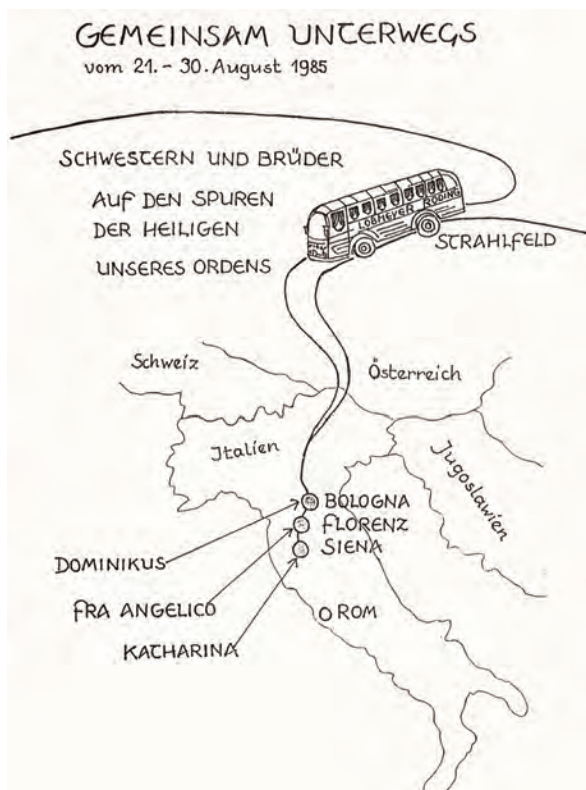 GEMEINSAM UNTERWEGS
vom 21. - 30. August 1985
SCHWESTERN UND BRÜDER
AUF DEN SPUREN
DER HEILIGEN
UNSERES ORDENS
LOBMEYER RODING
STRAHLFELD
Schweiz
Österreich
Italien
Jugoslawien
BOLOGNA
FLORENZ
SIENA
DOMINIKUS
FRA ANGELICO
ROM
KATHARINA